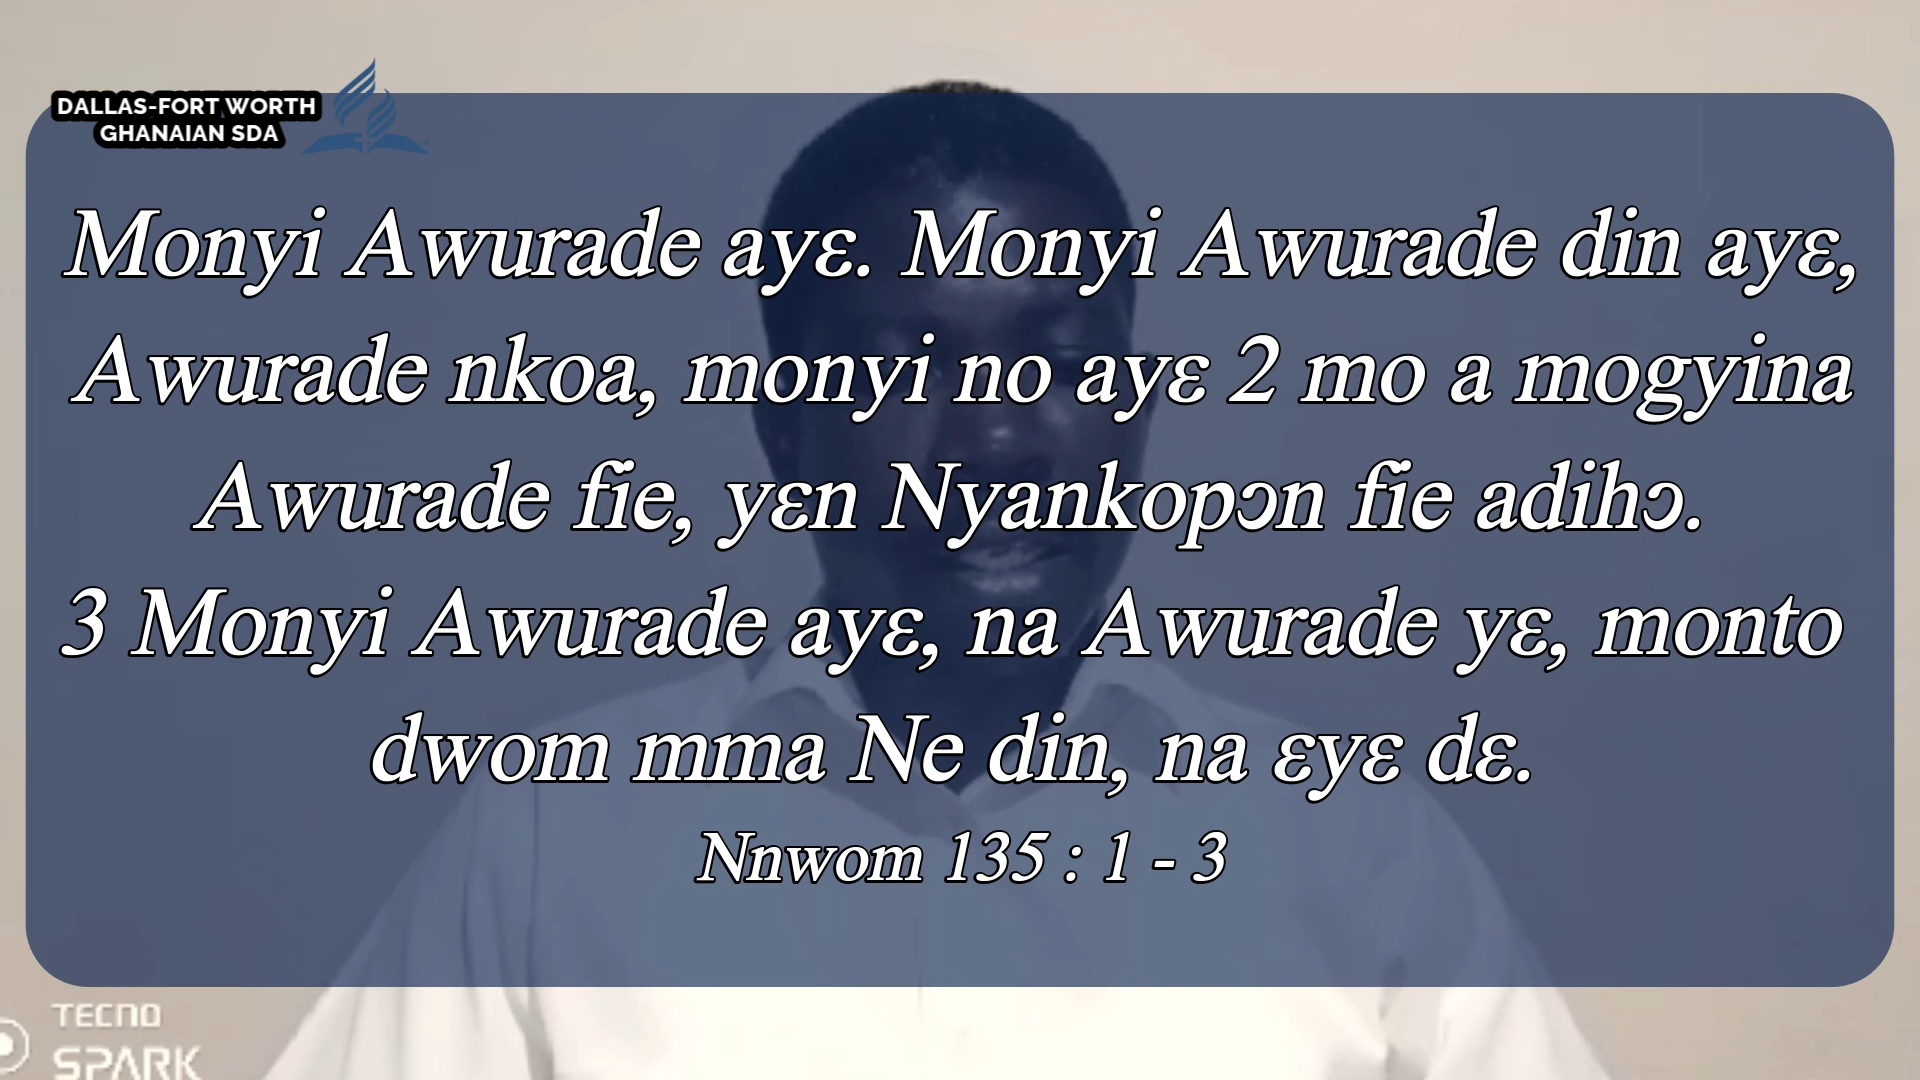 DALLAS-FORT WORTH
GHANAIAN SDA
Monyi Awurade ayɛ. Monyi Awurade din ayɛ,
Awurade nkoa, monyi no ayɛ 2 mo a mogyina
Awurade fie, yɛn Nyankopɔn fie adihɔ.
3 Monyi Awurade ayɛ, na Awurade yɛ, monto
dwom mma Ne din, na ɛyɛ dɛ.
Nnwom 135 : 1 - 3
TECNO
SPARK